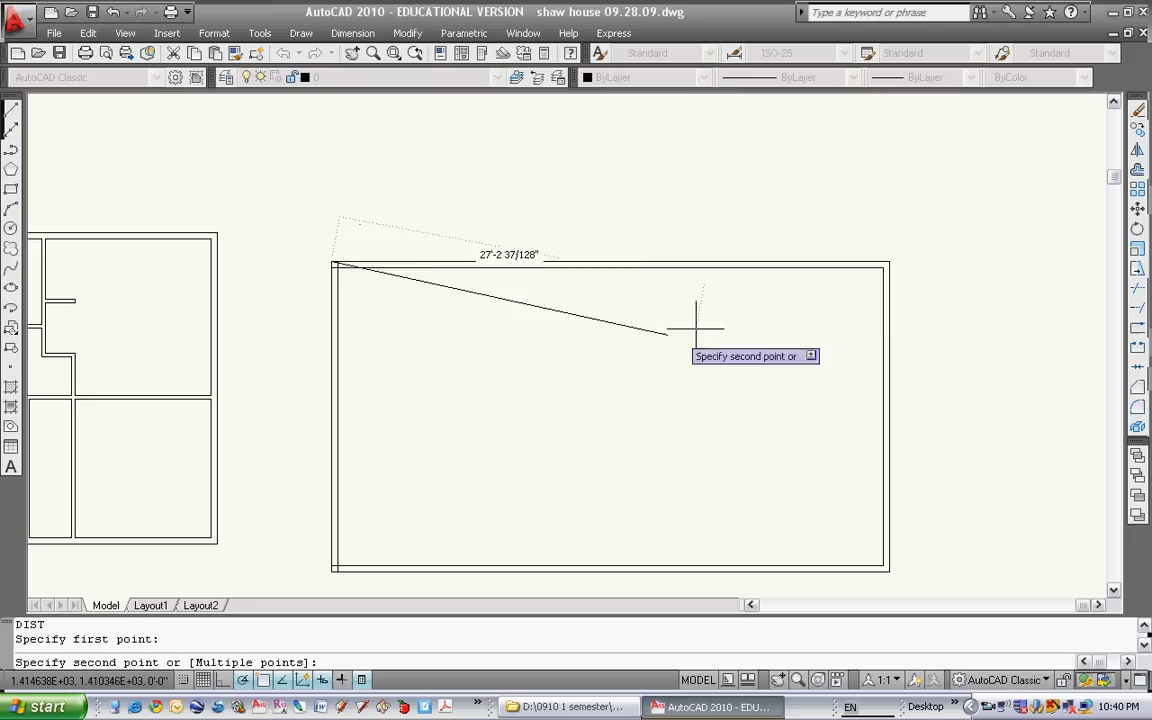 AutoCAD 2010 - EDUCATIONAL VERSION shaw house 09.28.09.dwg
Type a keyword or phrase
File Edit View Insert Format Tools Draw Dimension Modify Parametric Window Help Express
Standard ISO-25 Standard Standard
AutoCAD Classic 0 ByLayer ByLayer ByLayer ByColor
27'-2 37/128"
Specify second point or
A
Model Layout1 Layout2
DIST
Specify first point:
Specify second point or [Multiple points]:
1.414638E+03, 1.410346E+03, 0'-0" MODEL 1:1 AutoCAD Classic
start D:\0910 1 semester\... AutoCAD 2010 - EDU... EN Desktop 10:40 PM